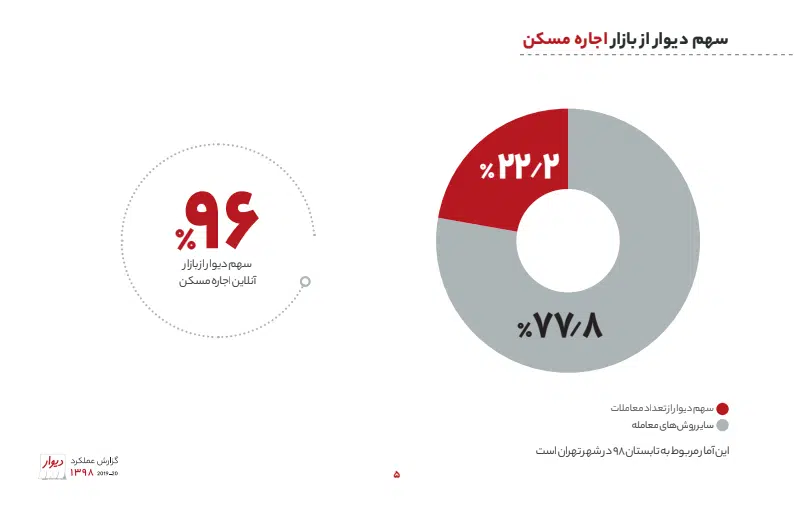 سهم دیوار از بازار اجاره مسکن
%۲۲/۲
%۷۷/۸
سهم دیوار از تعداد معاملات
سایر روش‌های معامله
این آمار مربوط به تابستان ۹۸ در شهر تهران است
%۹۶
سهم دیوار از بازار
آنلاین اجاره مسکن
۵
گزارش عملکرد
۱۳۹۸ 2019-20
دیوار